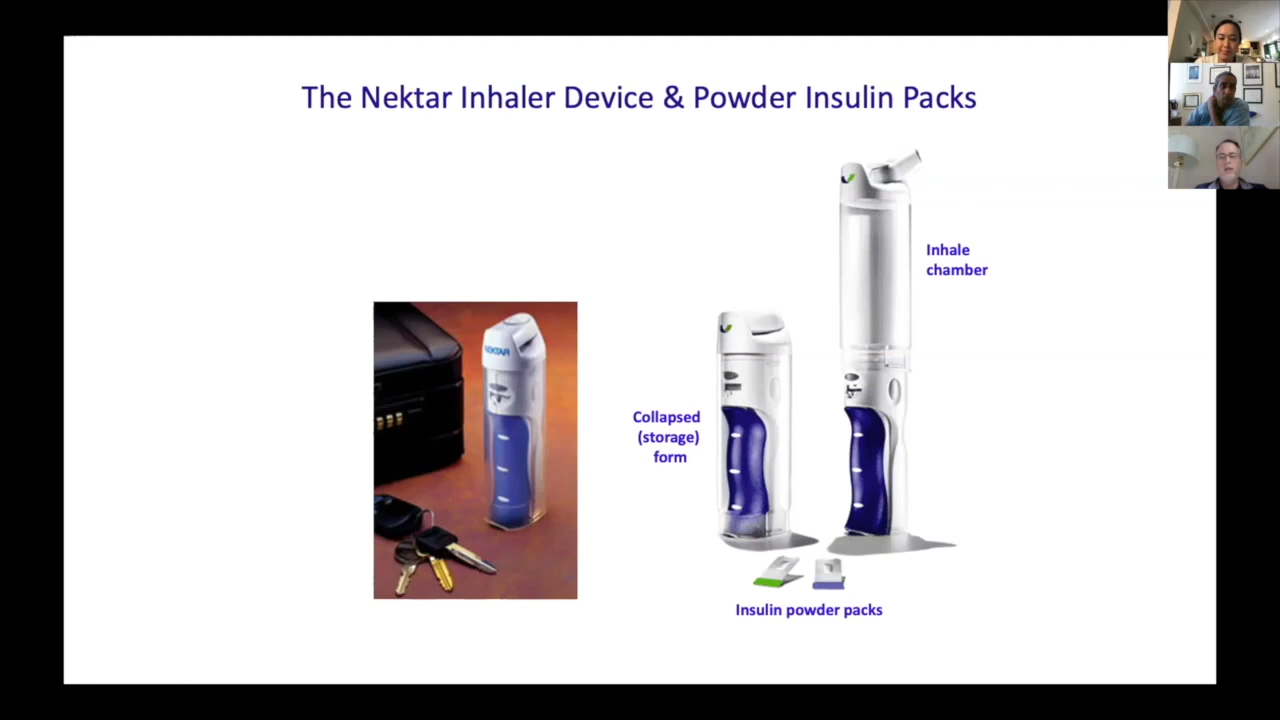 The Nektar Inhaler Device & Powder Insulin Packs
NEKTAR
Inhale
chamber
Collapsed
(storage)
form
Insulin powder packs